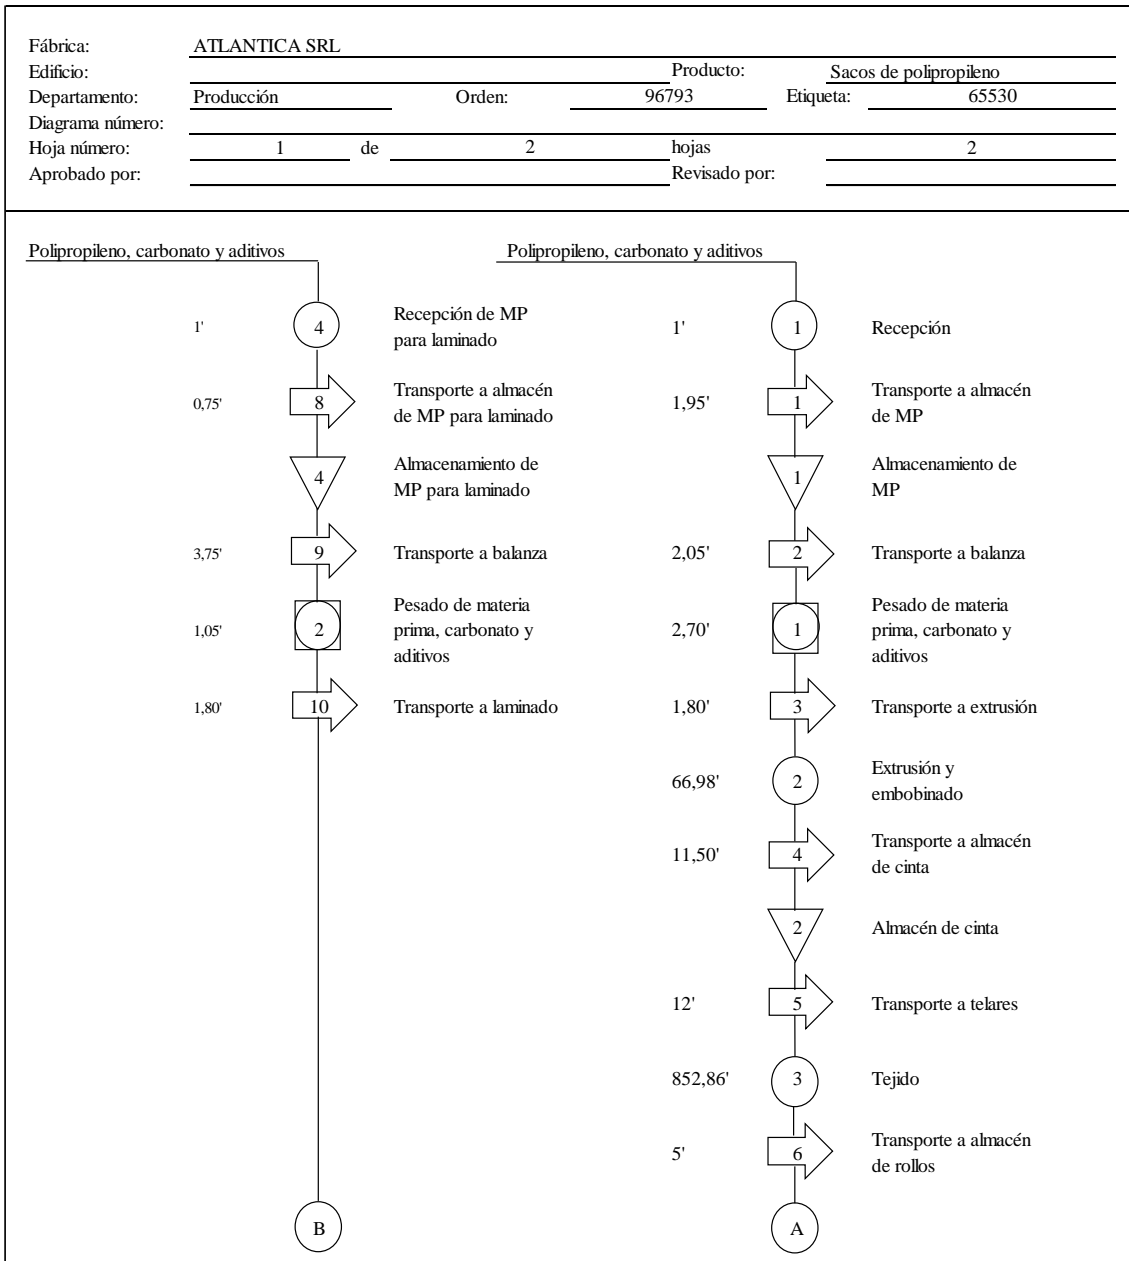 Fábrica: ATLANTICA SRL
Edificio: Producto: Sacos de polipropileno
Departamento: Producción Orden: 96793 Etiqueta: 65530
Diagrama número:
Hoja número: 1 de 2 hojas 2
Aprobado por: Revisado por:
Polipropileno, carbonato y aditivos
1' 4 Recepción de MP
para laminado
0,75' 8 Transporte a almacén
de MP para laminado
4 Almacenamiento de
MP para laminado
3,75' 9 Transporte a balanza
1,05' 2 Pesado de materia
prima, carbonato y
aditivos
1,80' 10 Transporte a laminado
B
Polipropileno, carbonato y aditivos
1' 1 Recepción
1,95' 1 Transporte a almacén
de MP
1 Almacenamiento de
MP
2,05' 2 Transporte a balanza
2,70' 1 Pesado de materia
prima, carbonato y
aditivos
1,80' 3 Transporte a extrusión
66,98' 2 Extrusión y
embobinado
11,50' 4 Transporte a almacén
de cinta
2 Almacén de cinta
12' 5 Transporte a telares
852,86' 3 Tejido
5' 6 Transporte a almacén
de rollos
A